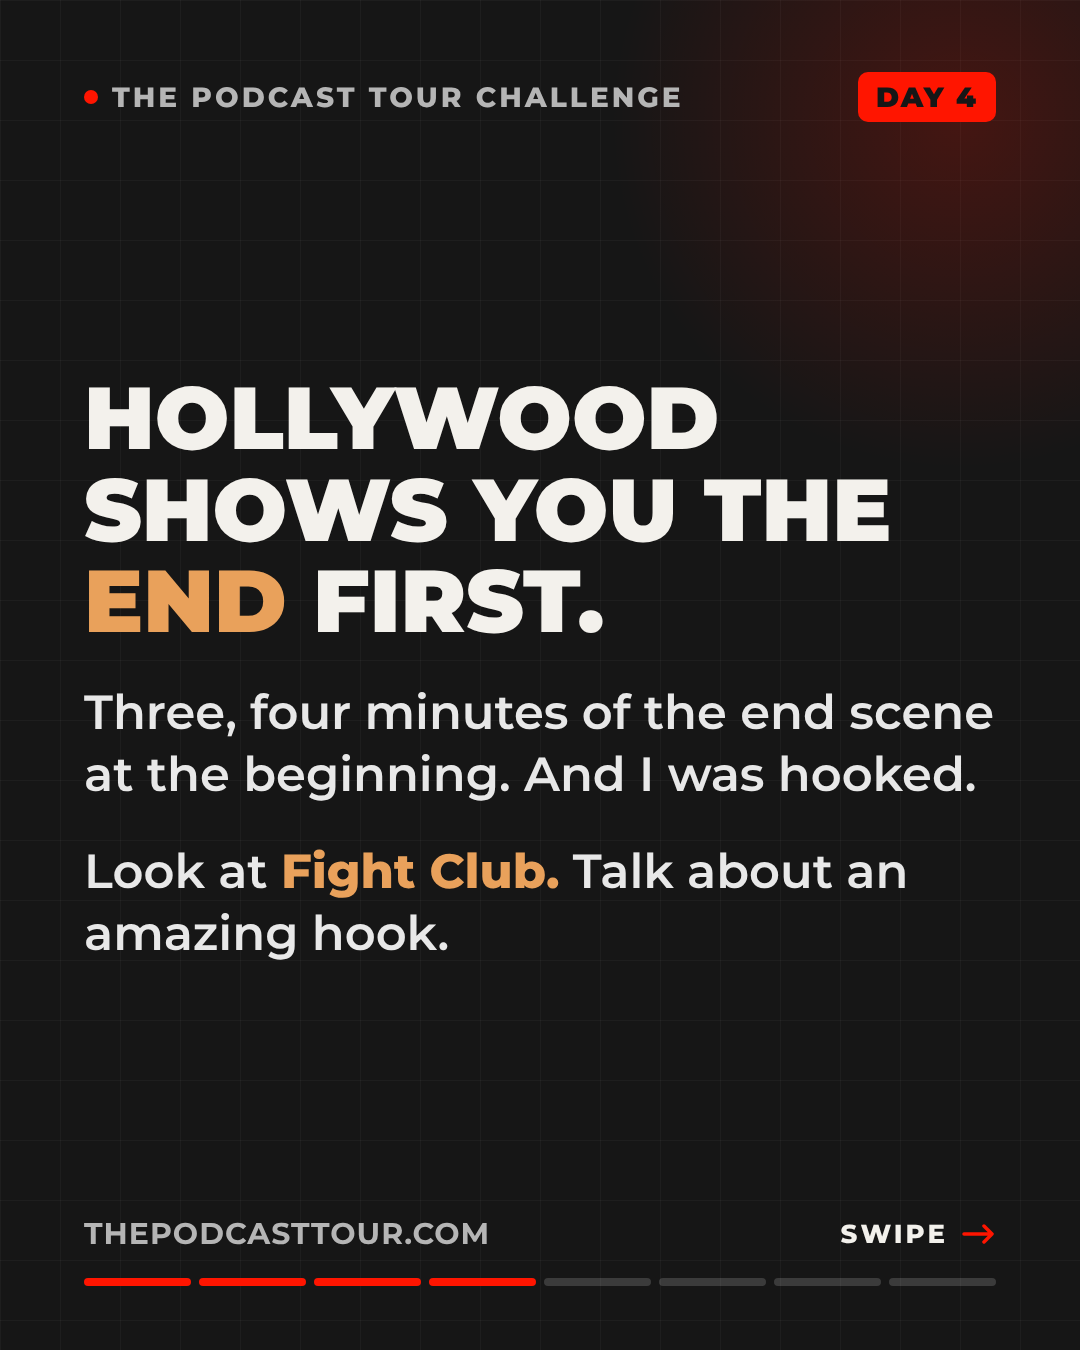 THE PODCAST TOUR CHALLENGE
DAY 4
HOLLYWOOD
SHOWS YOU THE
END FIRST.
Three, four minutes of the end scene
at the beginning. And I was hooked.
Look at Fight Club. Talk about an
amazing hook.
THEPODCASTTOUR.COM
SWIPE →